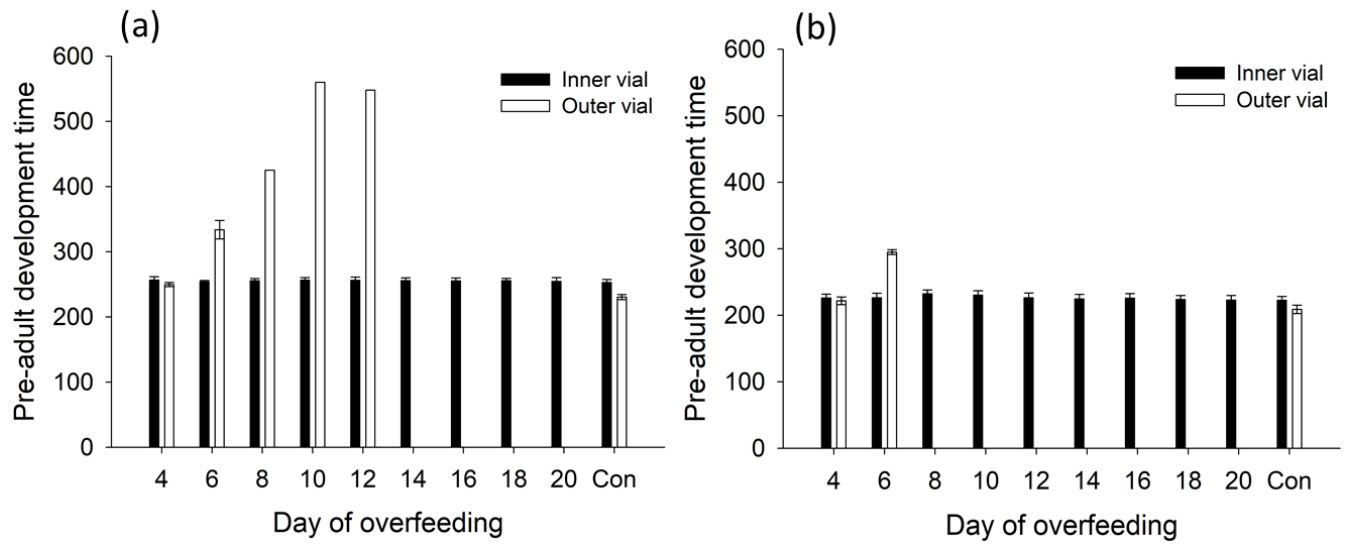 (a)
Pre-adult development time
600
500
400
300
200
100
0
Inner vial
Outer vial
4 6 8 10 12 14 16 18 20 Con
Day of overfeeding
(b)
Pre-adult development time
600
500
400
300
200
100
0
Inner vial
Outer vial
4 6 8 10 12 14 16 18 20 Con
Day of overfeeding